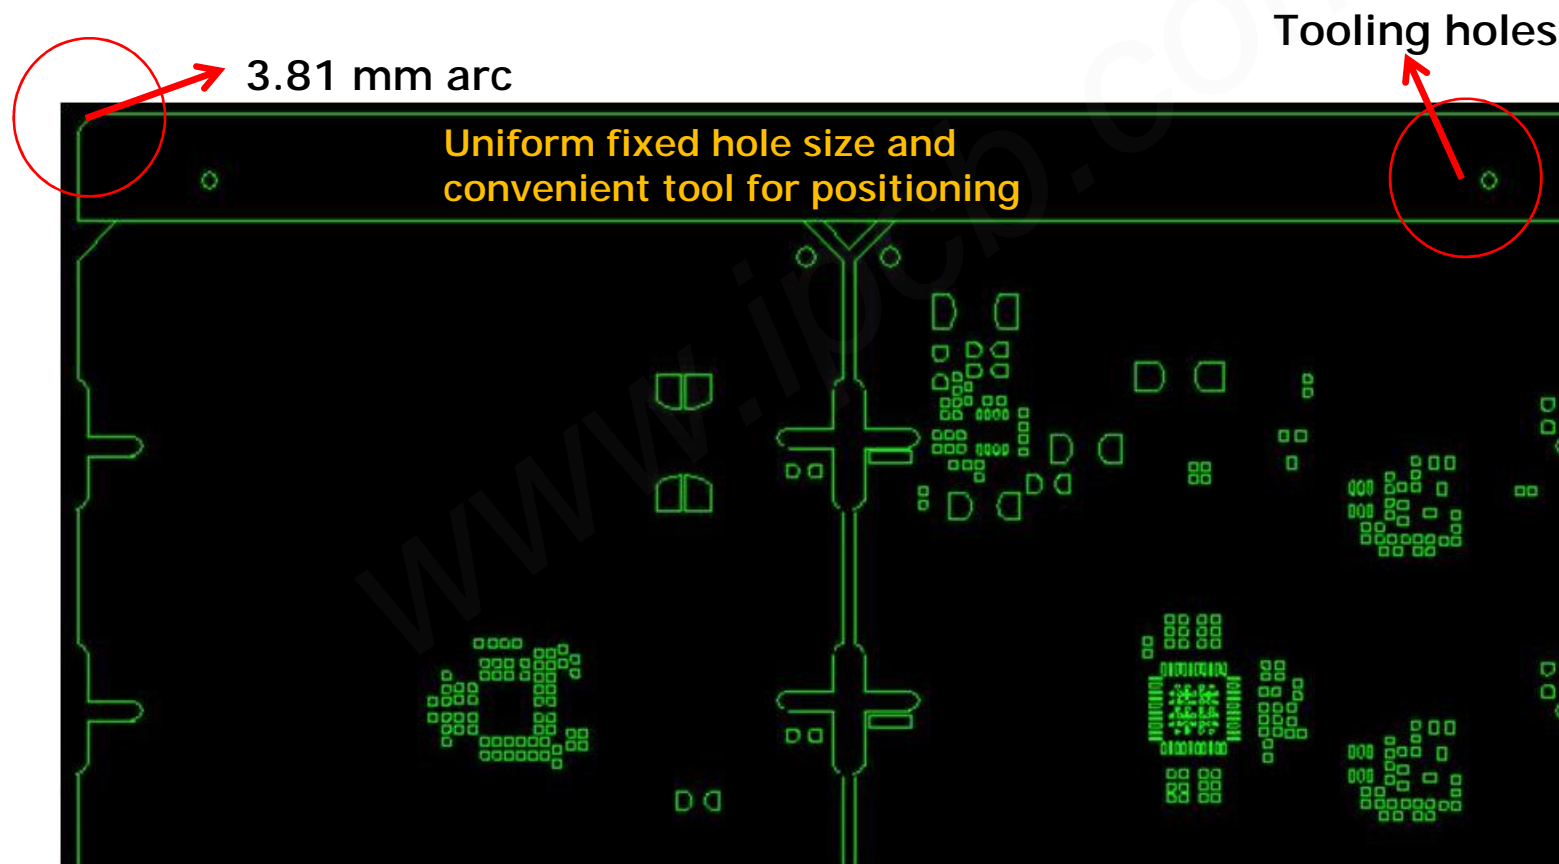 Tooling holes
3.81 mm arc
Uniform fixed hole size and
convenient tool for positioning
www.ipcb.com